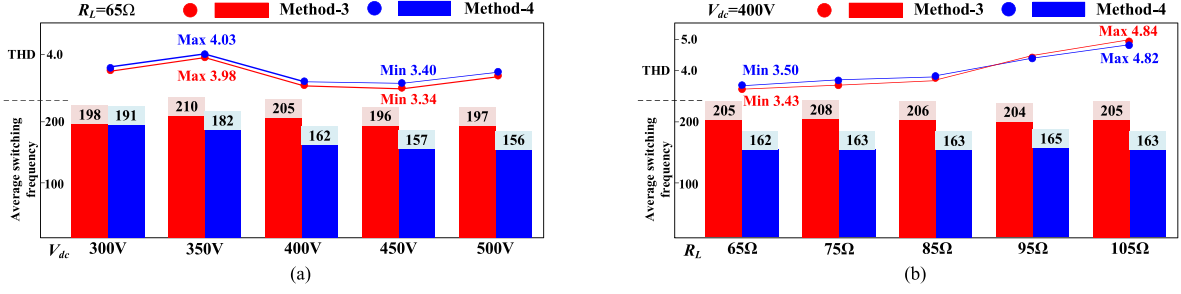 R_L=65Ω Method-3 Method-4
THD 4.0
Max 4.03
Max 3.98
Min 3.40
Min 3.34
198 191 210 182 205 162 196 157 197 156
200
100
Average switching
frequency
V_dc 300V 350V 400V 450V 500V
(a)
V_dc=400V Method-3 Method-4
5.0
THD 4.0
Max 4.84
Max 4.82
Min 3.50
Min 3.43
205 162 208 163 206 163 204 165 205 163
200
100
Average switching
frequency
R_L 65Ω 75Ω 85Ω 95Ω 105Ω
(b)